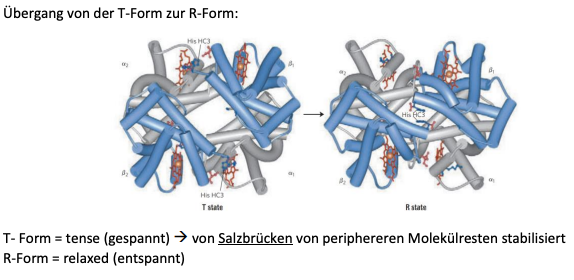 Übergang von der T-Form zur R-Form:
His HC3
α₂
β₁
β₂
α₁
His HC3
T state
α₂
β₁
His HC3
β₂
α₁
R state
T- Form = tense (gespannt) → von Salzbrücken von periphereren Molekülresten stabilisiert
R-Form = relaxed (entspannt)